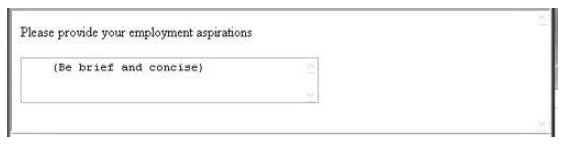 Please provide your employment aspirations
(Be brief and concise)